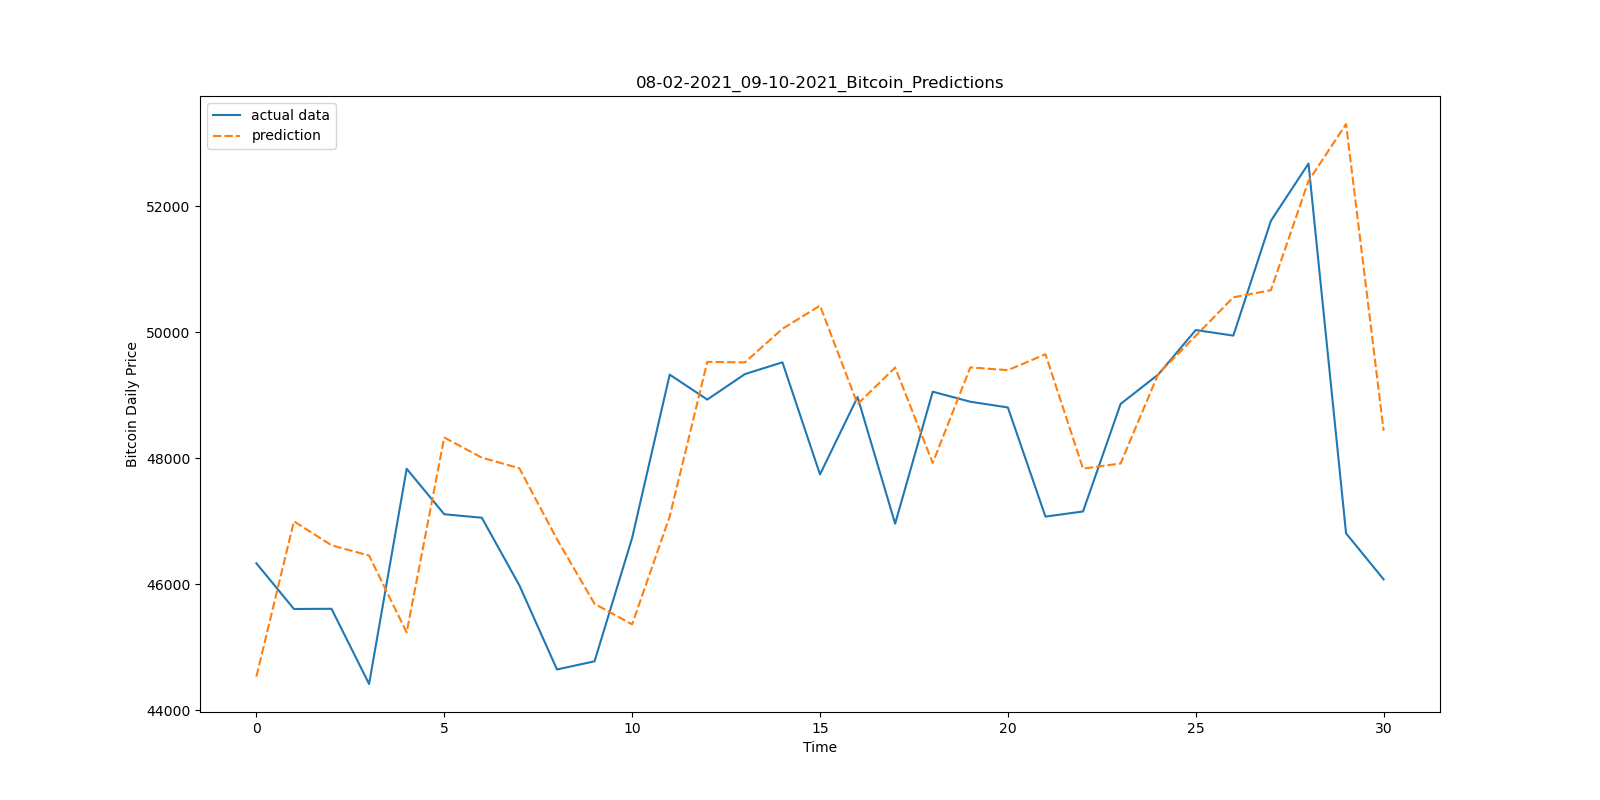 08-02-2021_09-10-2021_Bitcoin_Predictions
actual data
prediction
Bitcoin Daily Price
52000
50000
48000
46000
44000
0 5 10 15 20 25 30
Time